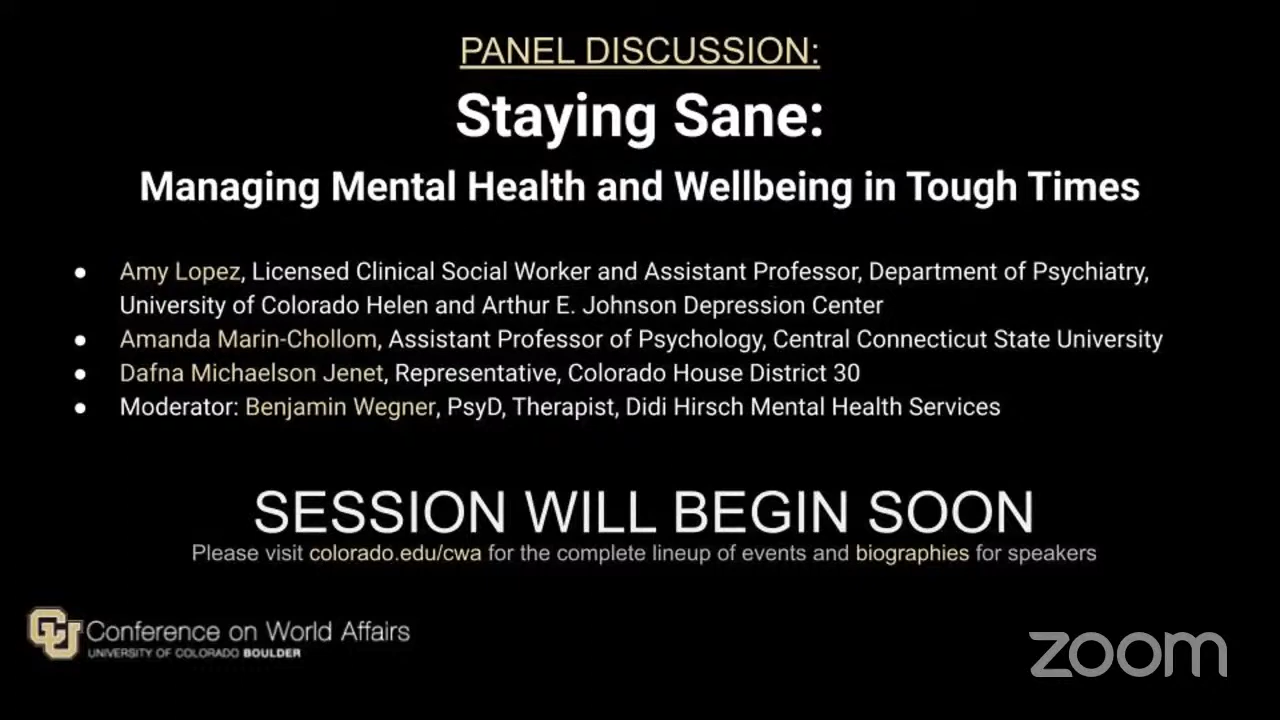 PANEL DISCUSSION:
Staying Sane:
Managing Mental Health and Wellbeing in Tough Times
● Amy Lopez, Licensed Clinical Social Worker and Assistant Professor, Department of Psychiatry,
University of Colorado Helen and Arthur E. Johnson Depression Center
● Amanda Marin-Chollom, Assistant Professor of Psychology, Central Connecticut State University
● Dafna Michaelson Jenet, Representative, Colorado House District 30
● Moderator: Benjamin Wegner, PsyD, Therapist, Didi Hirsch Mental Health Services
SESSION WILL BEGIN SOON
Please visit colorado.edu/cwa for the complete lineup of events and biographies for speakers
CU Conference on World Affairs
UNIVERSITY OF COLORADO BOULDER
zoom